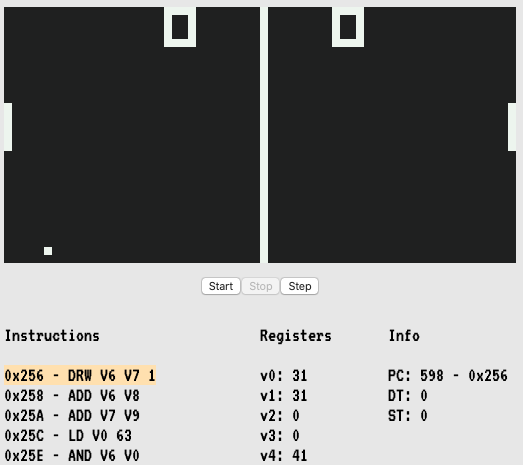 0 0
Start Stop Step
Instructions Registers Info
0x256 - DRW V6 V7 1 v0: 31 PC: 598 - 0x256
0x258 - ADD V6 V8 v1: 31 DT: 0
0x25A - ADD V7 V9 v2: 0 ST: 0
0x25C - LD V0 63 v3: 0
0x25E - AND V6 V0 v4: 41